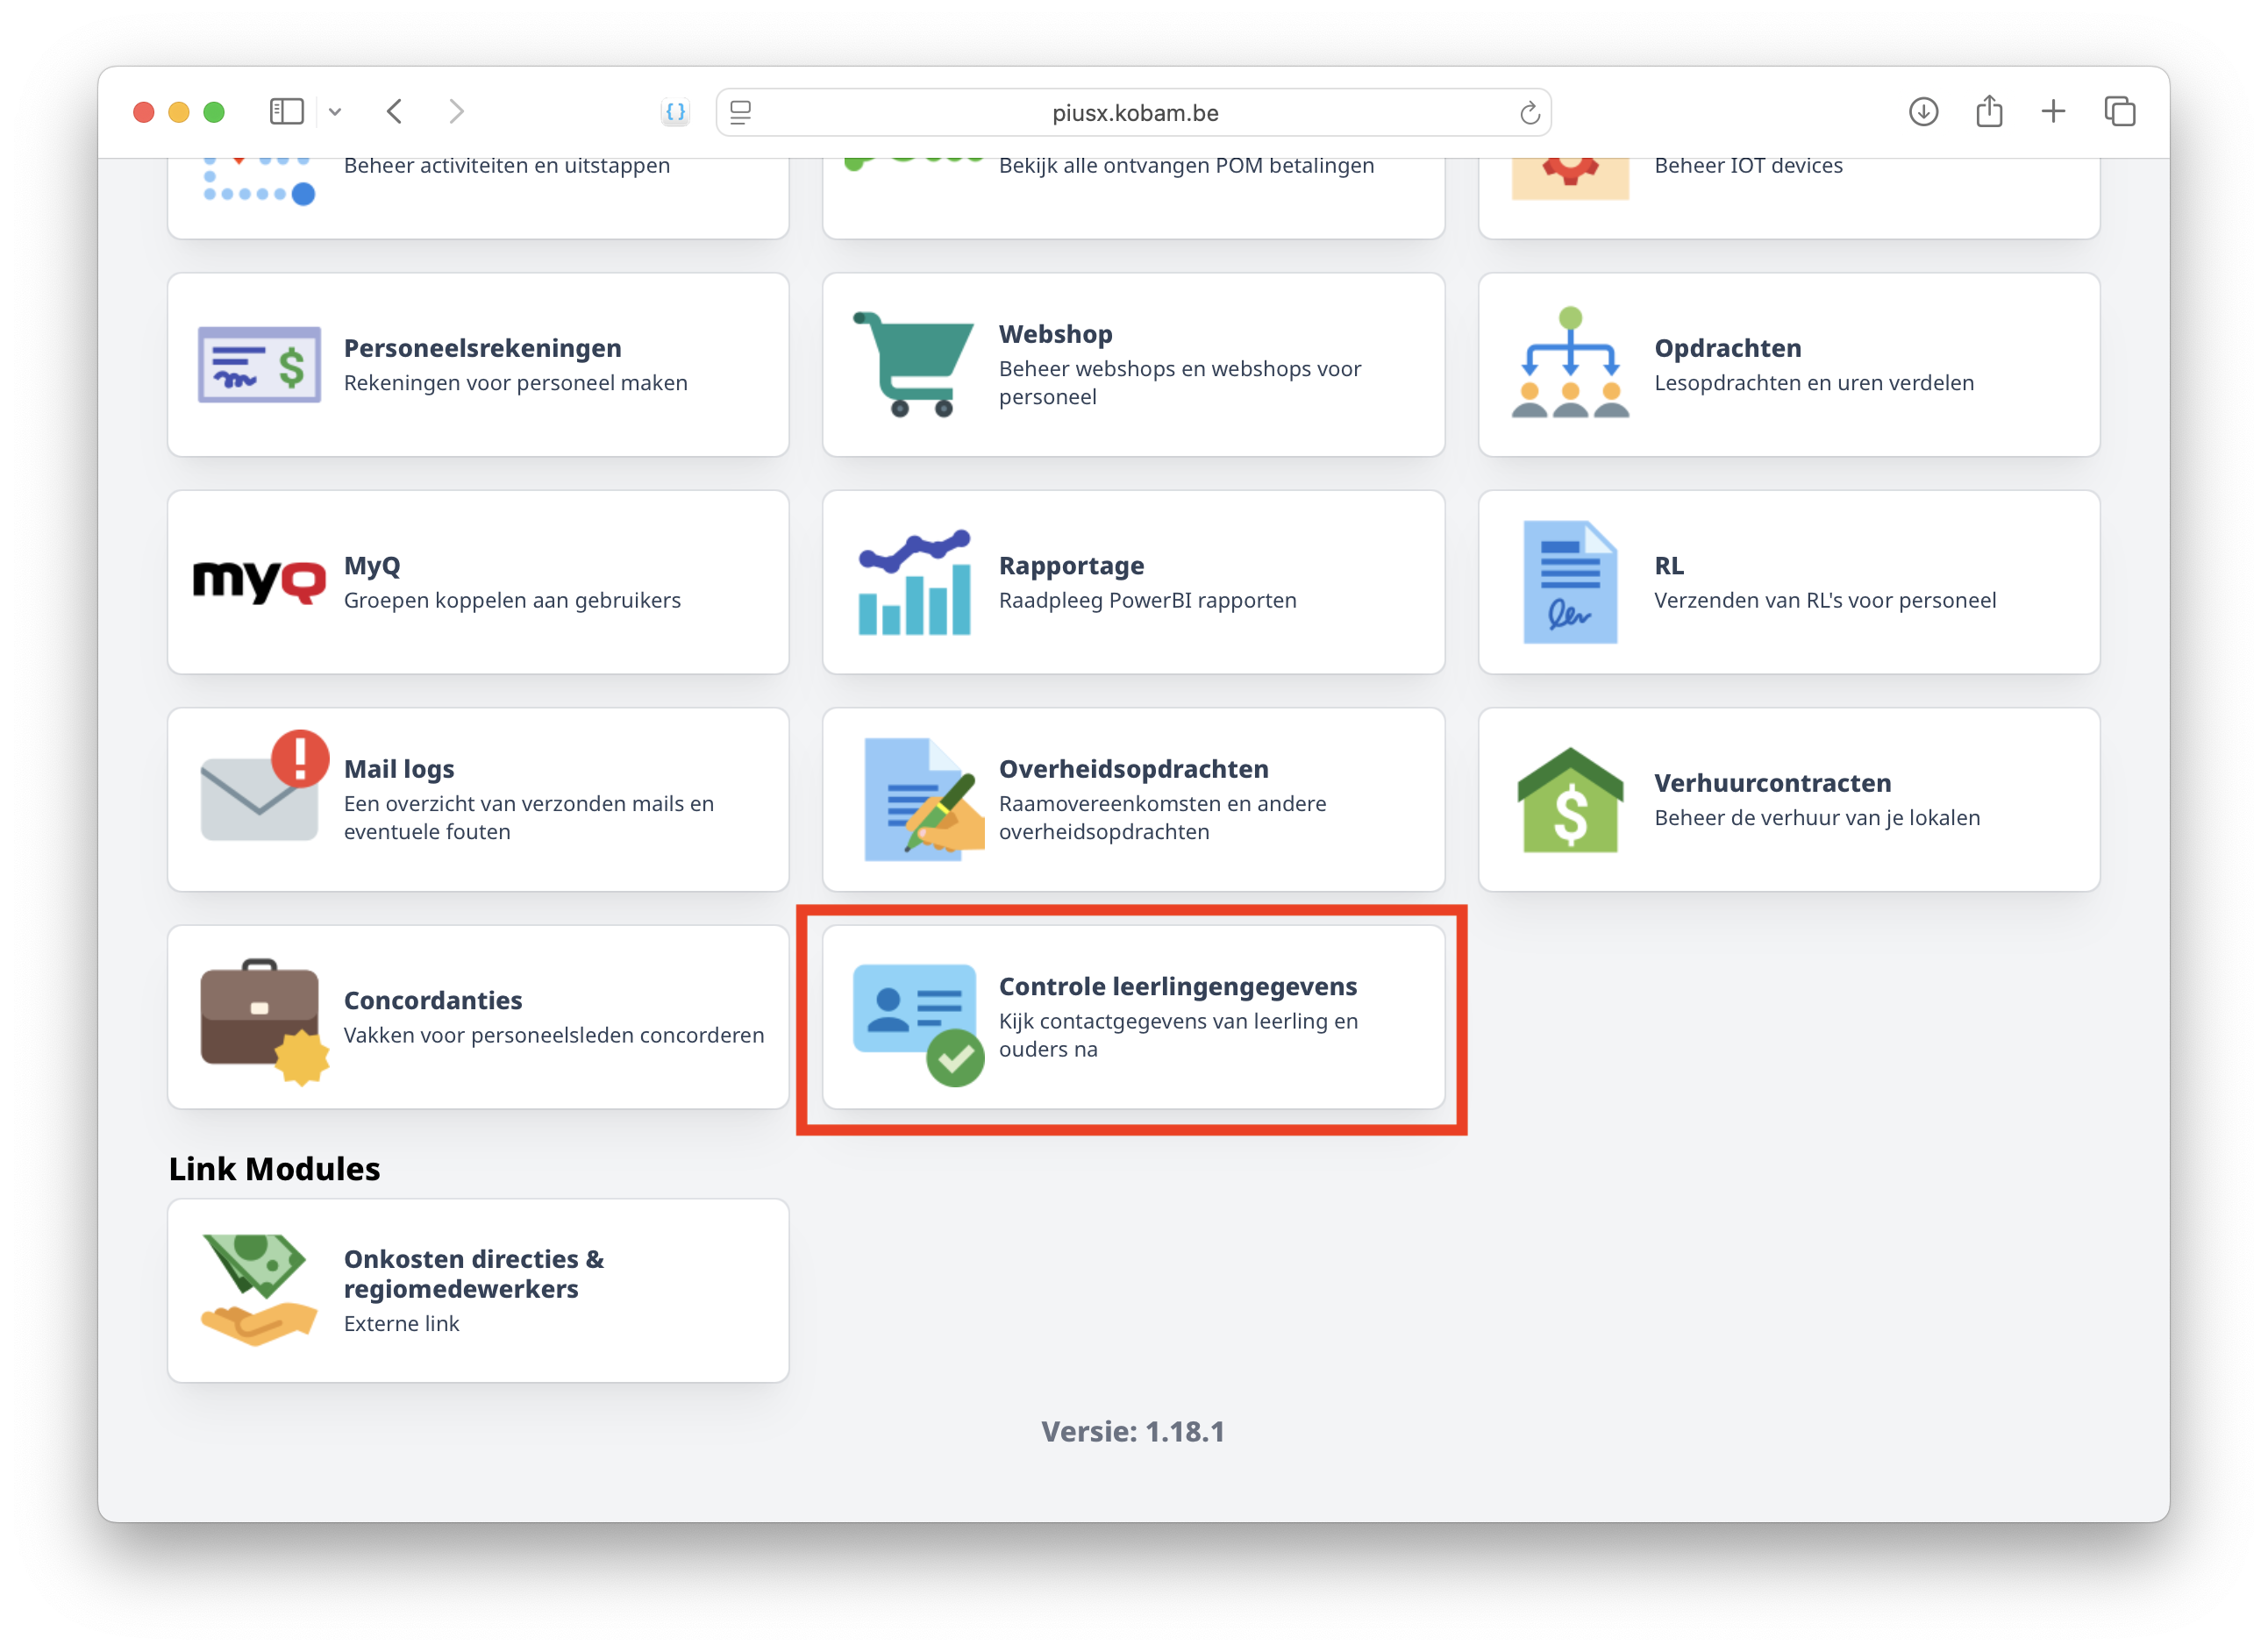 piusx.kobam.be
Beheer activiteiten en uitstappen
Bekijk alle ontvangen POM betalingen
Beheer IOT devices
Personeelsrekeningen
Rekeningen voor personeel maken
Webshop
Beheer webshops en webshops voor
personeel
Opdrachten
Lesopdrachten en uren verdelen
myQ
MyQ
Groepen koppelen aan gebruikers
Rapportage
Raadpleeg PowerBI rapporten
RL
Verzenden van RL's voor personeel
Mail logs
Een overzicht van verzonden mails en
eventuele fouten
Overheidsopdrachten
Raamovereenkomsten en andere
overheidsopdrachten
Verhuurcontracten
Beheer de verhuur van je lokalen
Concordanties
Vakken voor personeelsleden concorderen
Controle leerlingengegevens
Kijk contactgegevens van leerling en
ouders na
Link Modules
Onkosten directies &
regiomedewerkers
Externe link
Versie: 1.18.1